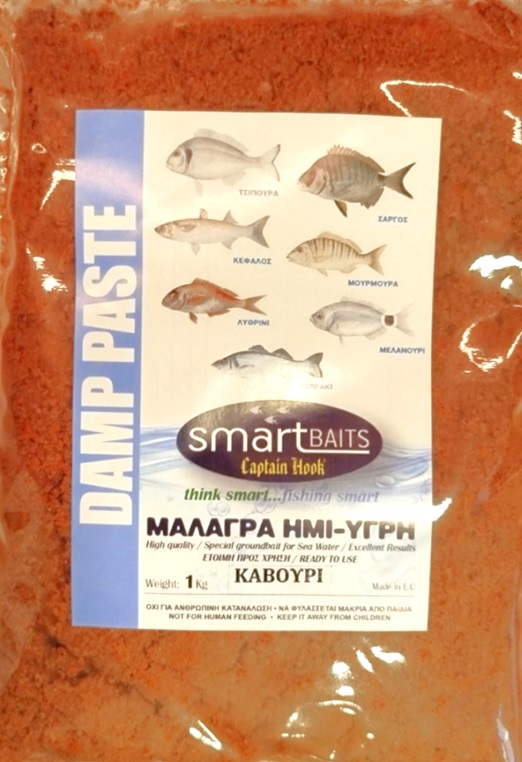 DAMP PASTE
ΤΣΙΠΟΥΡΑ
ΣΑΡΓΟΣ
ΚΕΦΑΛΟΣ
ΜΟΥΡΜΟΥΡΑ
ΛΥΘΡΙΝΙ
ΜΕΛΑΝΟΥΡΙ
smartBAITS
Captain Hook
think smart...fishing smart
ΜΑΛΑΓΡΑ ΗΜΙ-ΥΓΡΗ
High quality / Special groundbait for Sea Water / Excellent Results
ΕΤΟΙΜΗ ΠΡΟΣ ΧΡΗΣΗ / READY TO USE
ΚΑΒΟΥΡΙ
Weight: 1Kg
Made in E.C
ΟΧΙ ΓΙΑ ΑΝΘΡΩΠΙΝΗ ΚΑΤΑΝΑΛΩΣΗ • ΝΑ ΦΥΛΑΣΣΕΤΑΙ ΜΑΚΡΙΑ ΑΠΟ ΠΑΙΔΙΑ
NOT FOR HUMAN FEEDING • KEEP IT AWAY FROM CHILDREN